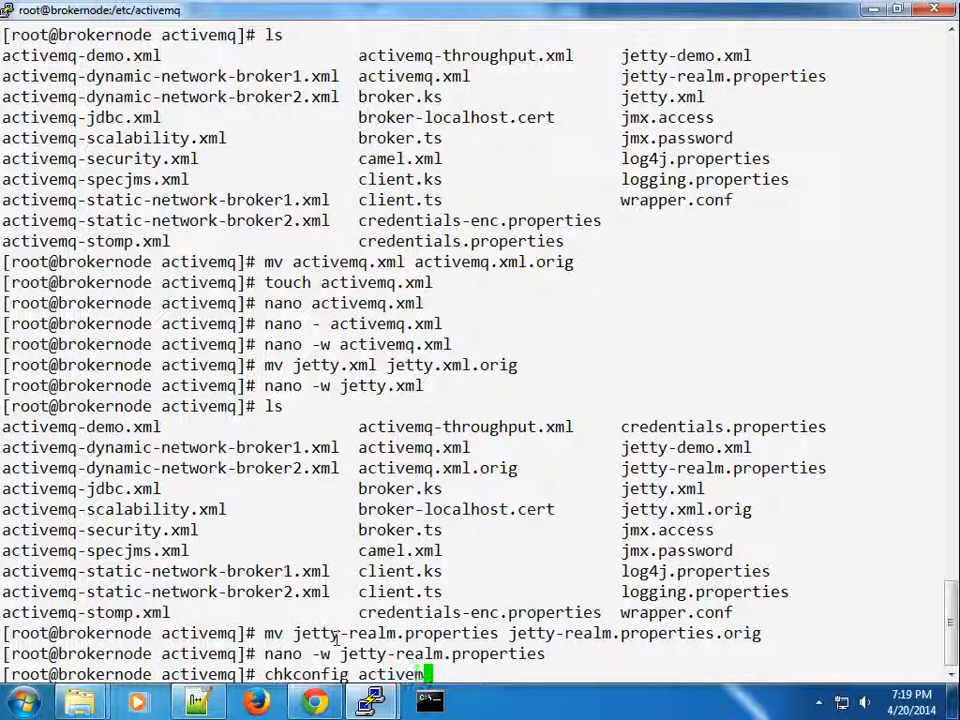 root@brokernode:/etc/activemq
[root@brokernode activemq]# ls
activemq-demo.xml activemq-throughput.xml jetty-demo.xml
activemq-dynamic-network-broker1.xml activemq.xml jetty-realm.properties
activemq-dynamic-network-broker2.xml broker.ks jetty.xml
activemq-jdbc.xml broker-localhost.cert jmx.access
activemq-scalability.xml broker.ts jmx.password
activemq-security.xml camel.xml log4j.properties
activemq-specjms.xml client.ks logging.properties
activemq-static-network-broker1.xml client.ts wrapper.conf
activemq-static-network-broker2.xml credentials-enc.properties
activemq-stomp.xml credentials.properties
[root@brokernode activemq]# mv activemq.xml activemq.xml.orig
[root@brokernode activemq]# touch activemq.xml
[root@brokernode activemq]# nano activemq.xml
[root@brokernode activemq]# nano - activemq.xml
[root@brokernode activemq]# nano -w activemq.xml
[root@brokernode activemq]# mv jetty.xml jetty.xml.orig
[root@brokernode activemq]# nano -w jetty.xml
[root@brokernode activemq]# ls
activemq-demo.xml activemq-throughput.xml credentials.properties
activemq-dynamic-network-broker1.xml activemq.xml jetty-demo.xml
activemq-dynamic-network-broker2.xml activemq.xml.orig jetty-realm.properties
activemq-jdbc.xml broker.ks jetty.xml
activemq-scalability.xml broker-localhost.cert jetty.xml.orig
activemq-security.xml broker.ts jmx.access
activemq-specjms.xml camel.xml jmx.password
activemq-static-network-broker1.xml client.ks log4j.properties
activemq-static-network-broker2.xml client.ts logging.properties
activemq-stomp.xml credentials-enc.properties wrapper.conf
[root@brokernode activemq]# mv jetty-realm.properties jetty-realm.properties.orig
[root@brokernode activemq]# nano -w jetty-realm.properties
[root@brokernode activemq]# chkconfig activem
7:19 PM
4/20/2014